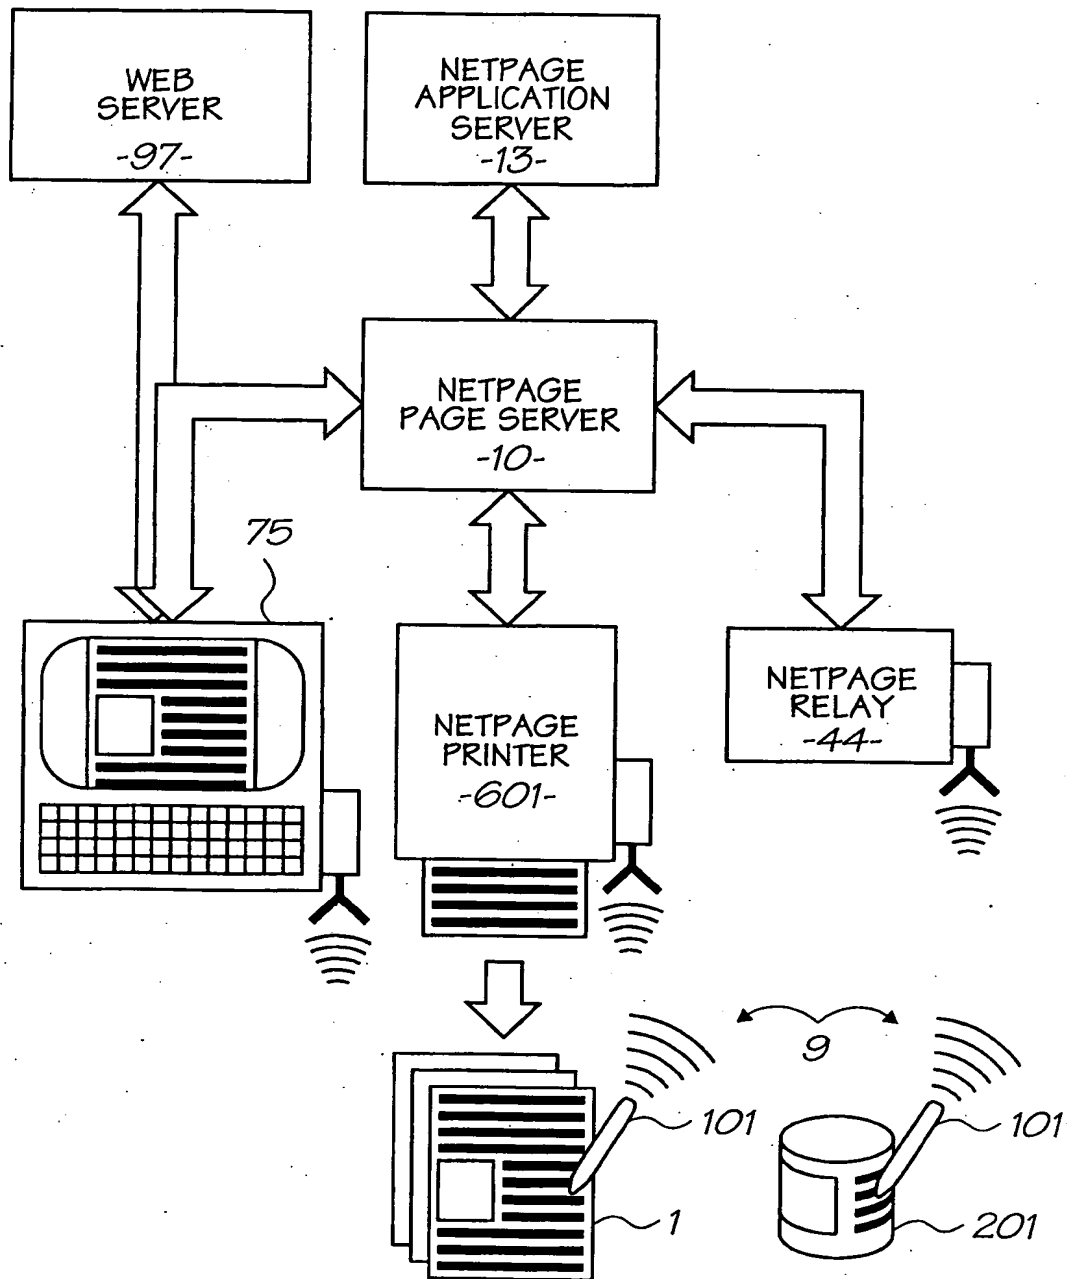 WEB
SERVER
-97-
NETPAGE
APPLICATION
SERVER
-13-
NETPAGE
PAGE SERVER
-10-
75
NETPAGE
PRINTER
-601-
NETPAGE
RELAY
-44-
9
101
101
1
201